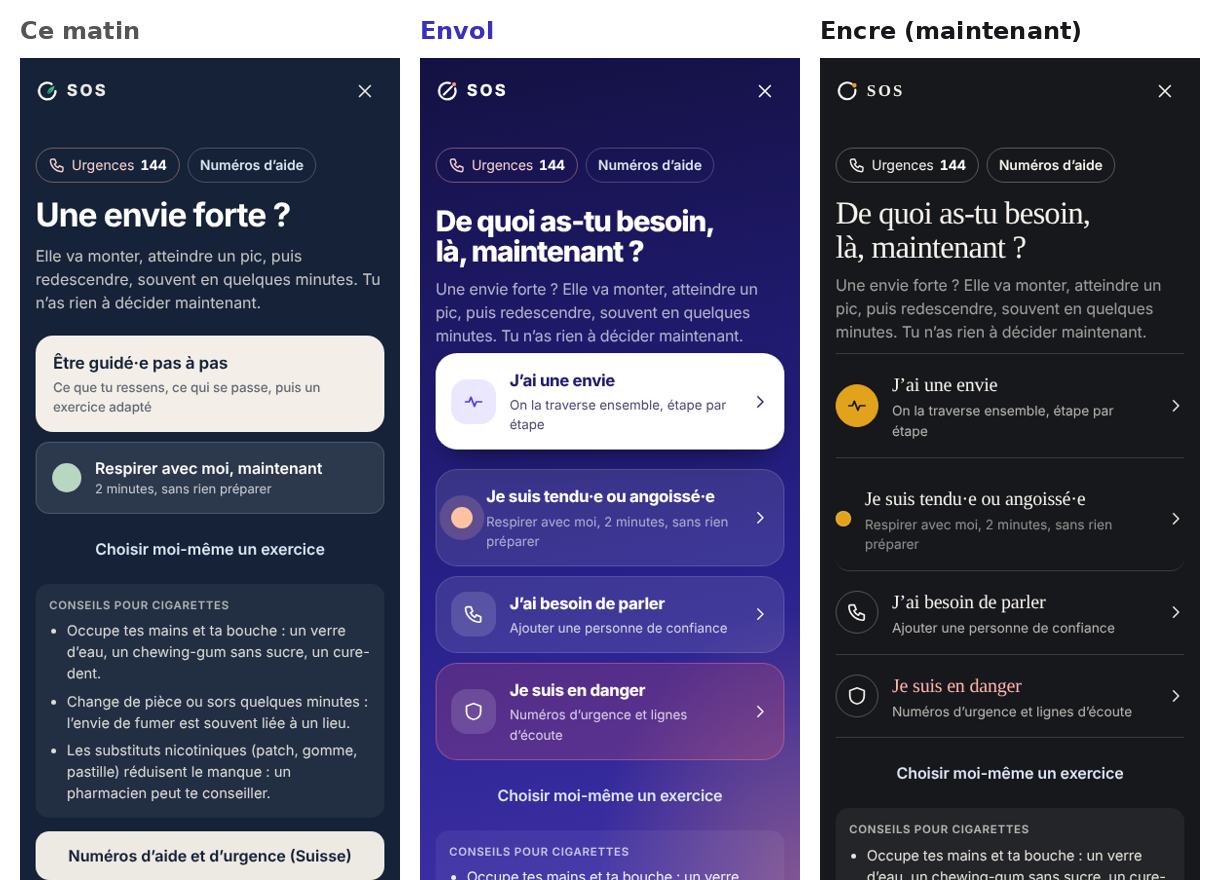 Ce matin
SOS
Urgences 144
Numéros d’aide
Une envie forte ?
Elle va monter, atteindre un pic, puis
redescendre, souvent en quelques minutes. Tu
n’as rien à décider maintenant.
Être guidé·e pas à pas
Ce que tu ressens, ce qui se passe, puis un
exercice adapté
Respirer avec moi, maintenant
2 minutes, sans rien préparer
Choisir moi-même un exercice
CONSEILS POUR CIGARETTES
• Occupe tes mains et ta bouche : un verre
d’eau, un chewing-gum sans sucre, un cure-
dent.
• Change de pièce ou sors quelques minutes :
l’envie de fumer est souvent liée à un lieu.
• Les substituts nicotiniques (patch, gomme,
pastille) réduisent le manque : un
pharmacien peut te conseiller.
Numéros d’aide et d’urgence (Suisse)
Envol
SOS
Urgences 144
Numéros d’aide
De quoi as-tu besoin,
là, maintenant ?
Une envie forte ? Elle va monter, atteindre un
pic, puis redescendre, souvent en quelques
minutes. Tu n’as rien à décider maintenant.
J’ai une envie
On la traverse ensemble, étape par
étape
Je suis tendu·e ou angoissé·e
Respirer avec moi, 2 minutes, sans rien
préparer
J’ai besoin de parler
Ajouter une personne de confiance
Je suis en danger
Numéros d’urgence et lignes
d’écoute
Choisir moi-même un exercice
CONSEILS POUR CIGARETTES
• Occupe tes mains et ta bouche : un verre
Encre (maintenant)
SOS
Urgences 144
Numéros d’aide
De quoi as-tu besoin,
là, maintenant ?
Une envie forte ? Elle va monter, atteindre un
pic, puis redescendre, souvent en quelques
minutes. Tu n’as rien à décider maintenant.
J’ai une envie
On la traverse ensemble, étape par
étape
Je suis tendu·e ou angoissé·e
Respirer avec moi, 2 minutes, sans rien
préparer
J’ai besoin de parler
Ajouter une personne de confiance
Je suis en danger
Numéros d’urgence et lignes d’écoute
Choisir moi-même un exercice
CONSEILS POUR CIGARETTES
• Occupe tes mains et ta bouche : un verre
d’eau, un chewing-gum sans sucre, un cure-